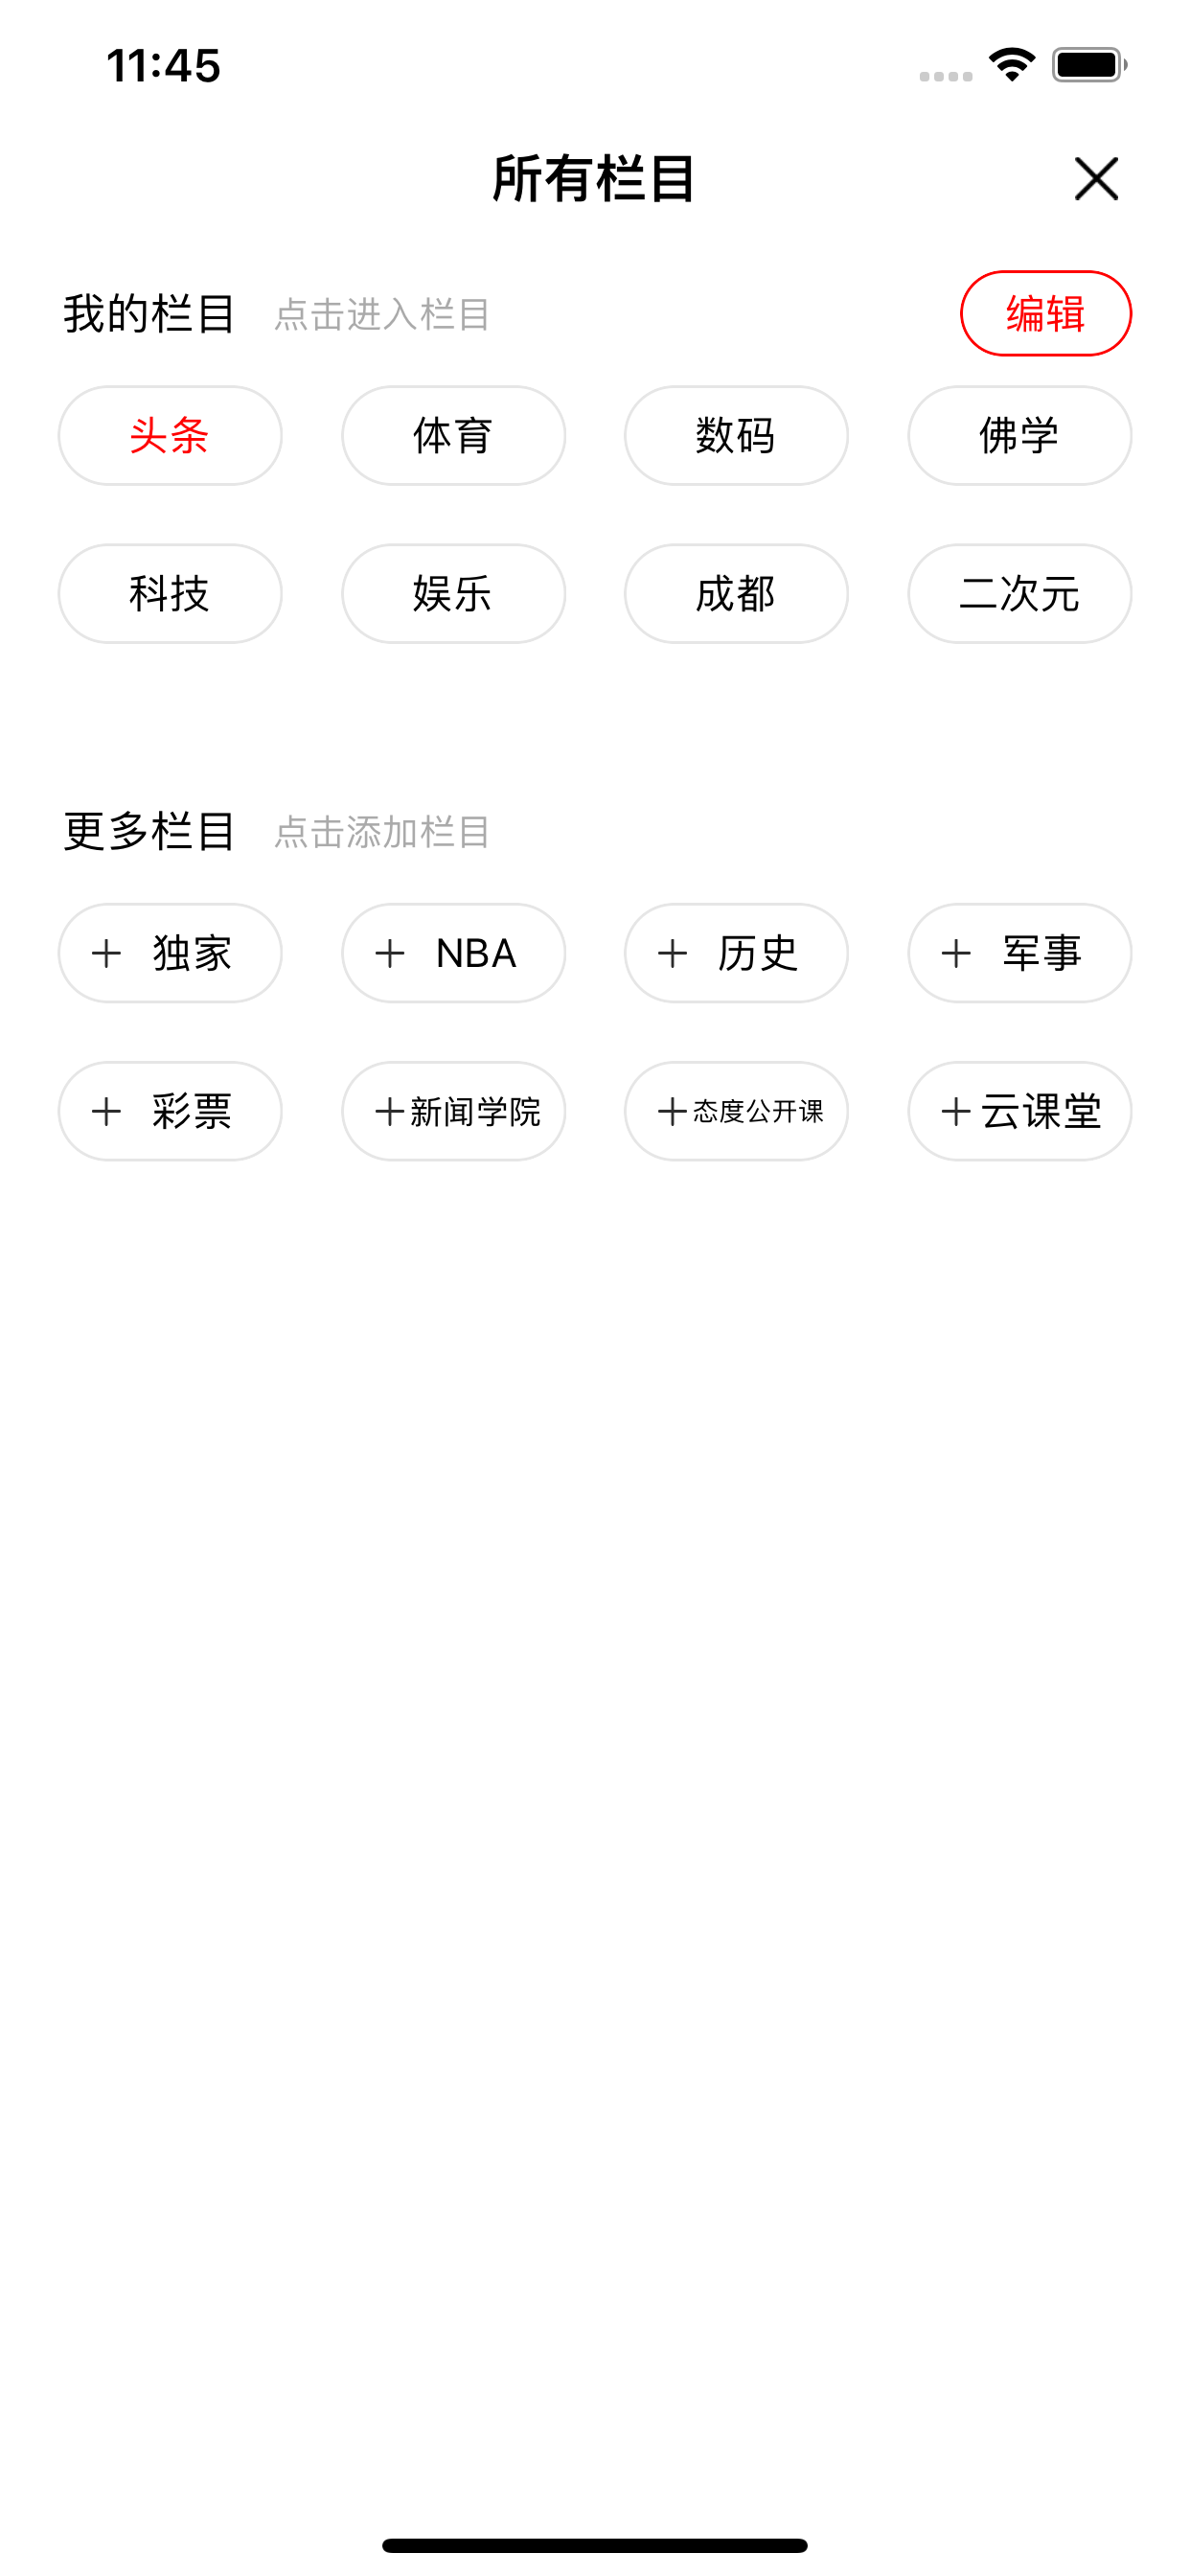 11:45
所有栏目
我的栏目 点击进入栏目 编辑
头条 体育 数码 佛学
科技 娱乐 成都 二次元
更多栏目 点击添加栏目
+ 独家 + NBA + 历史 + 军事
+ 彩票 + 新闻学院 + 态度公开课 + 云课堂